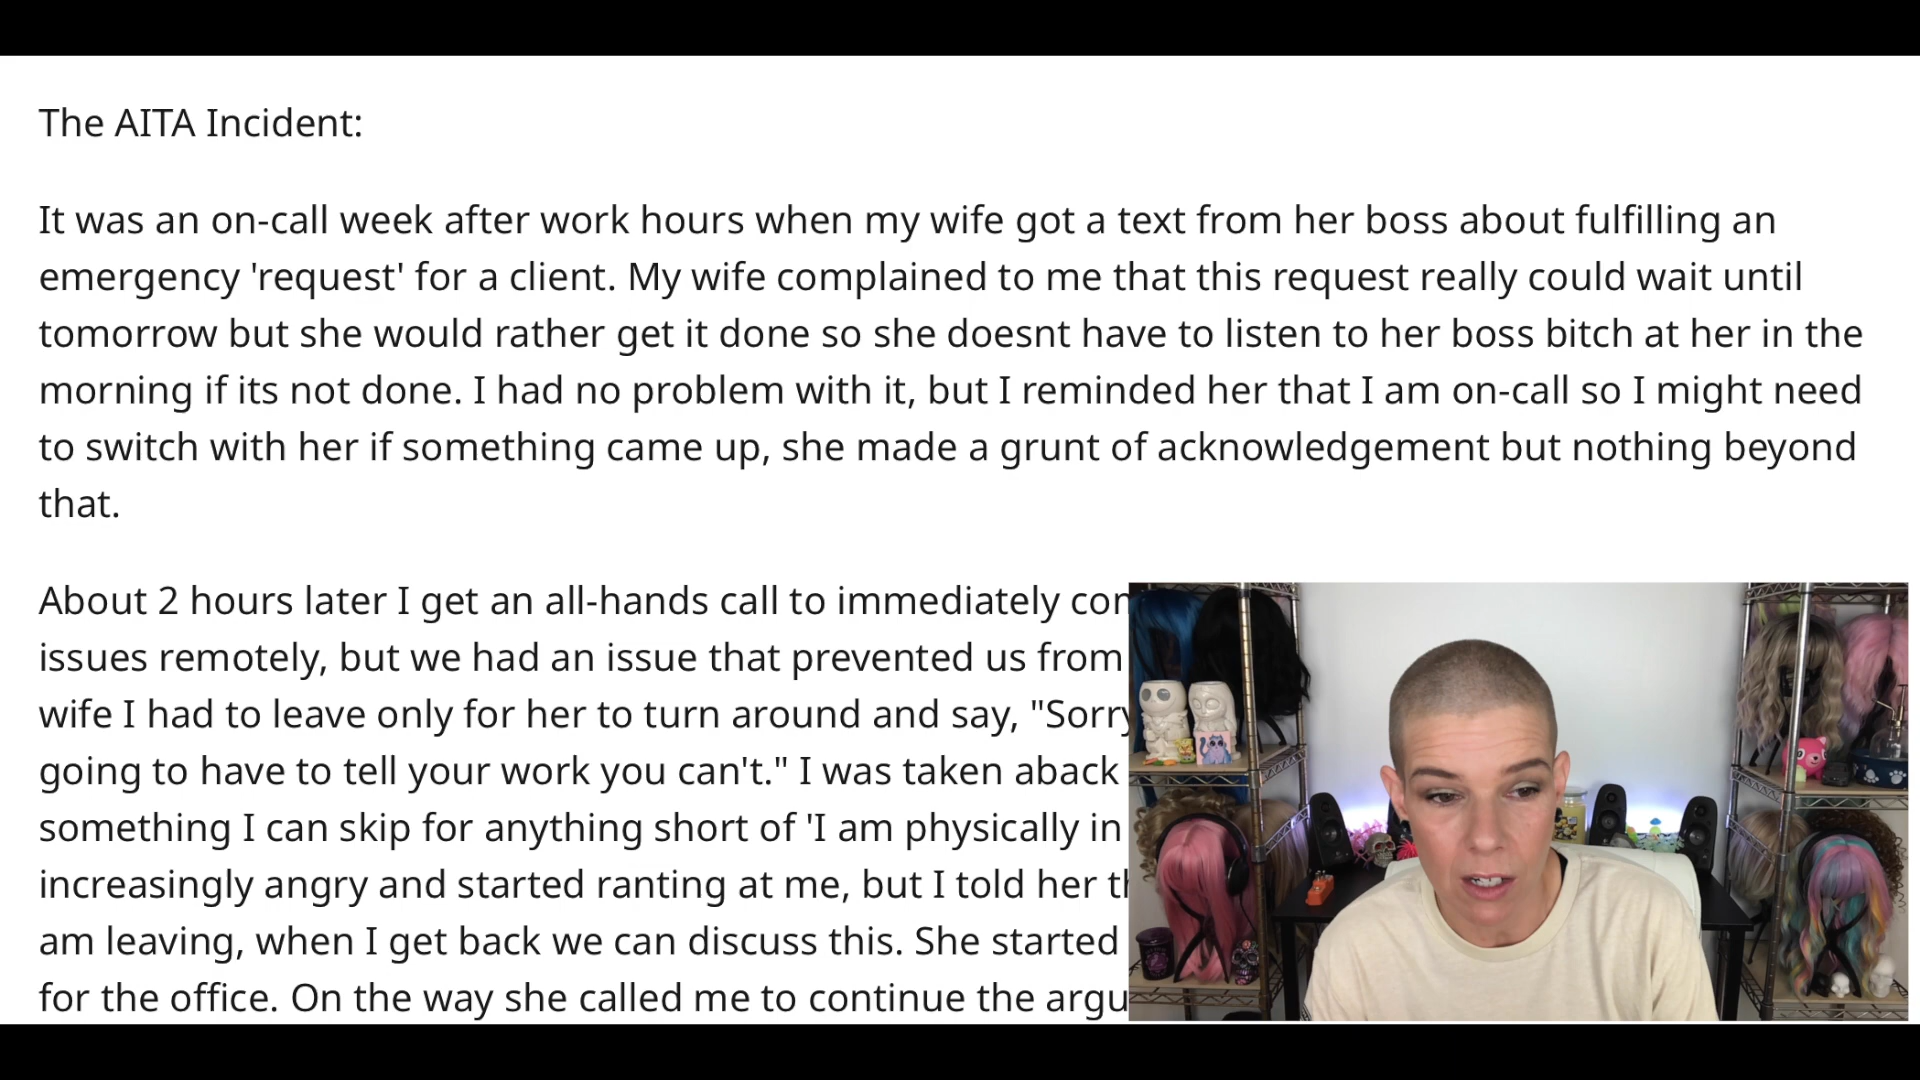 The AITA Incident:
It was an on-call week after work hours when my wife got a text from her boss about fulfilling an
emergency 'request' for a client. My wife complained to me that this request really could wait until
tomorrow but she would rather get it done so she doesnt have to listen to her boss bitch at her in the
morning if its not done. I had no problem with it, but I reminded her that I am on-call so I might need
to switch with her if something came up, she made a grunt of acknowledgement but nothing beyond
that.
About 2 hours later I get an all-hands call to immediately
issues remotely, but we had an issue that prevented us from
wife I had to leave only for her to turn around and say, "Sorry
going to have to tell your work you can't." I was taken aback
something I can skip for anything short of 'I am physically in
increasingly angry and started ranting at me, but I told her
am leaving, when I get back we can discuss this. She started
for the office. On the way she called me to continue the